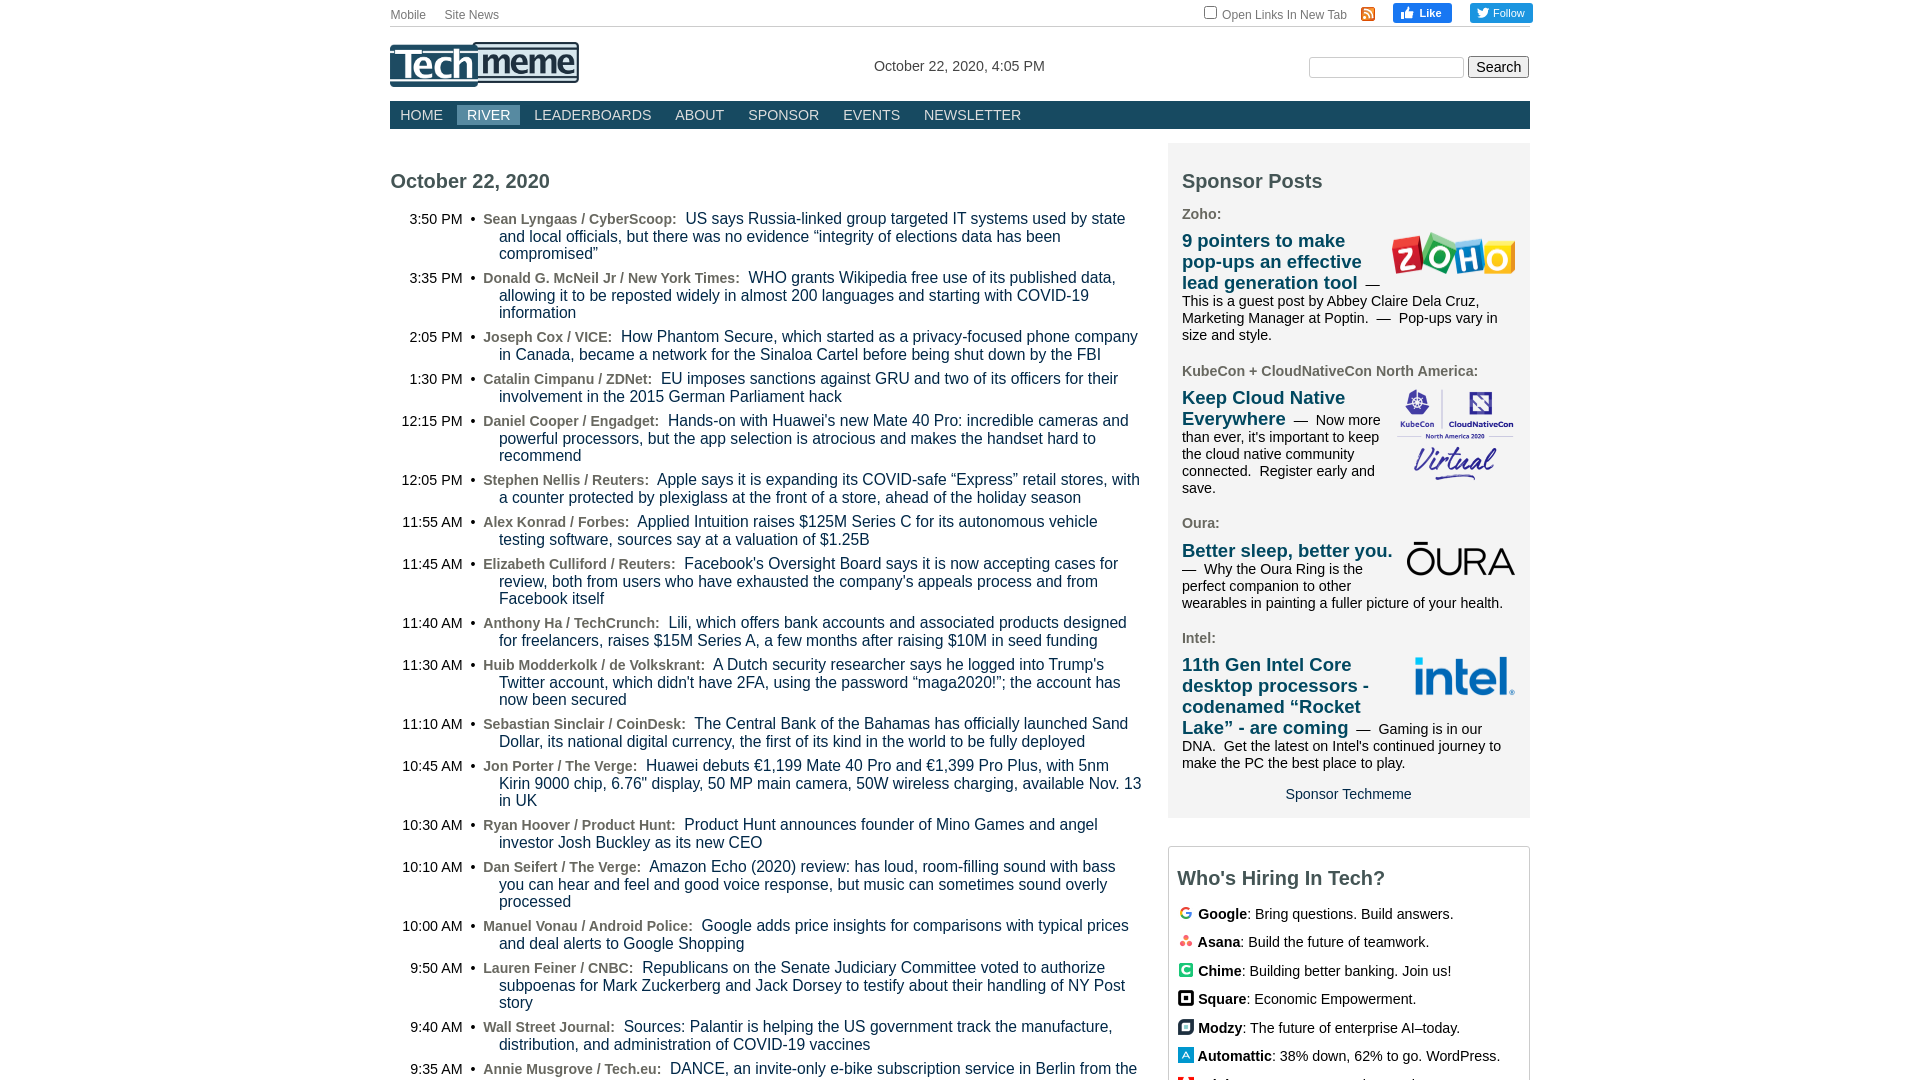 Mobile Site News Open Links In New Tab Like Follow
Techmeme
October 22, 2020, 4:05 PM
Search
HOME RIVER LEADERBOARDS ABOUT SPONSOR EVENTS NEWSLETTER
October 22, 2020
3:50 PM • Sean Lyngaas / CyberScoop: US says Russia-linked group targeted IT systems used by state
and local officials, but there was no evidence “integrity of elections data has been
compromised”
3:35 PM • Donald G. McNeil Jr / New York Times: WHO grants Wikipedia free use of its published data,
allowing it to be reposted widely in almost 200 languages and starting with COVID-19
information
2:05 PM • Joseph Cox / VICE: How Phantom Secure, which started as a privacy-focused phone company
in Canada, became a network for the Sinaloa Cartel before being shut down by the FBI
1:30 PM • Catalin Cimpanu / ZDNet: EU imposes sanctions against GRU and two of its officers for their
involvement in the 2015 German Parliament hack
12:15 PM • Daniel Cooper / Engadget: Hands-on with Huawei's new Mate 40 Pro: incredible cameras and
powerful processors, but the app selection is atrocious and makes the handset hard to
recommend
12:05 PM • Stephen Nellis / Reuters: Apple says it is expanding its COVID-safe “Express” retail stores, with
a counter protected by plexiglass at the front of a store, ahead of the holiday season
11:55 AM • Alex Konrad / Forbes: Applied Intuition raises $125M Series C for its autonomous vehicle
testing software, sources say at a valuation of $1.25B
11:45 AM • Elizabeth Culliford / Reuters: Facebook's Oversight Board says it is now accepting cases for
review, both from users who have exhausted the company's appeals process and from
Facebook itself
11:40 AM • Anthony Ha / TechCrunch: Lili, which offers bank accounts and associated products designed
for freelancers, raises $15M Series A, a few months after raising $10M in seed funding
11:30 AM • Huib Modderkolk / de Volkskrant: A Dutch security researcher says he logged into Trump's
Twitter account, which didn't have 2FA, using the password “maga2020!”; the account has
now been secured
11:10 AM • Sebastian Sinclair / CoinDesk: The Central Bank of the Bahamas has officially launched Sand
Dollar, its national digital currency, the first of its kind in the world to be fully deployed
10:45 AM • Jon Porter / The Verge: Huawei debuts €1,199 Mate 40 Pro and €1,399 Pro Plus, with 5nm
Kirin 9000 chip, 6.76" display, 50 MP main camera, 50W wireless charging, available Nov. 13
in UK
10:30 AM • Ryan Hoover / Product Hunt: Product Hunt announces founder of Mino Games and angel
investor Josh Buckley as its new CEO
10:10 AM • Dan Seifert / The Verge: Amazon Echo (2020) review: has loud, room-filling sound with bass
you can hear and feel and good voice response, but music can sometimes sound overly
processed
10:00 AM • Manuel Vonau / Android Police: Google adds price insights for comparisons with typical prices
and deal alerts to Google Shopping
9:50 AM • Lauren Feiner / CNBC: Republicans on the Senate Judiciary Committee voted to authorize
subpoenas for Mark Zuckerberg and Jack Dorsey to testify about their handling of NY Post
story
9:40 AM • Wall Street Journal: Sources: Palantir is helping the US government track the manufacture,
distribution, and administration of COVID-19 vaccines
9:35 AM • Annie Musgrove / Tech.eu: DANCE, an invite-only e-bike subscription service in Berlin from the
Sponsor Posts
Zoho:
9 pointers to make
pop-ups an effective
lead generation tool —
ZOHO
This is a guest post by Abbey Claire Dela Cruz,
Marketing Manager at Poptin. — Pop-ups vary in
size and style.
KubeCon + CloudNativeCon North America:
Keep Cloud Native
Everywhere — Now more
than ever, it's important to keep
the cloud native community
connected. Register early and
save.
KubeCon CloudNativeCon
North America 2020
Virtual
Oura:
Better sleep, better you.
— Why the Oura Ring is the
perfect companion to other
wearables in painting a fuller picture of your health.
ŌURA
Intel:
11th Gen Intel Core
desktop processors -
codenamed “Rocket
Lake” - are coming — Gaming is in our
DNA. Get the latest on Intel's continued journey to
make the PC the best place to play.
intel
Sponsor Techmeme
Who's Hiring In Tech?
Google: Bring questions. Build answers.
Asana: Build the future of teamwork.
Chime: Building better banking. Join us!
Square: Economic Empowerment.
Modzy: The future of enterprise AI–today.
Automattic: 38% down, 62% to go. WordPress.